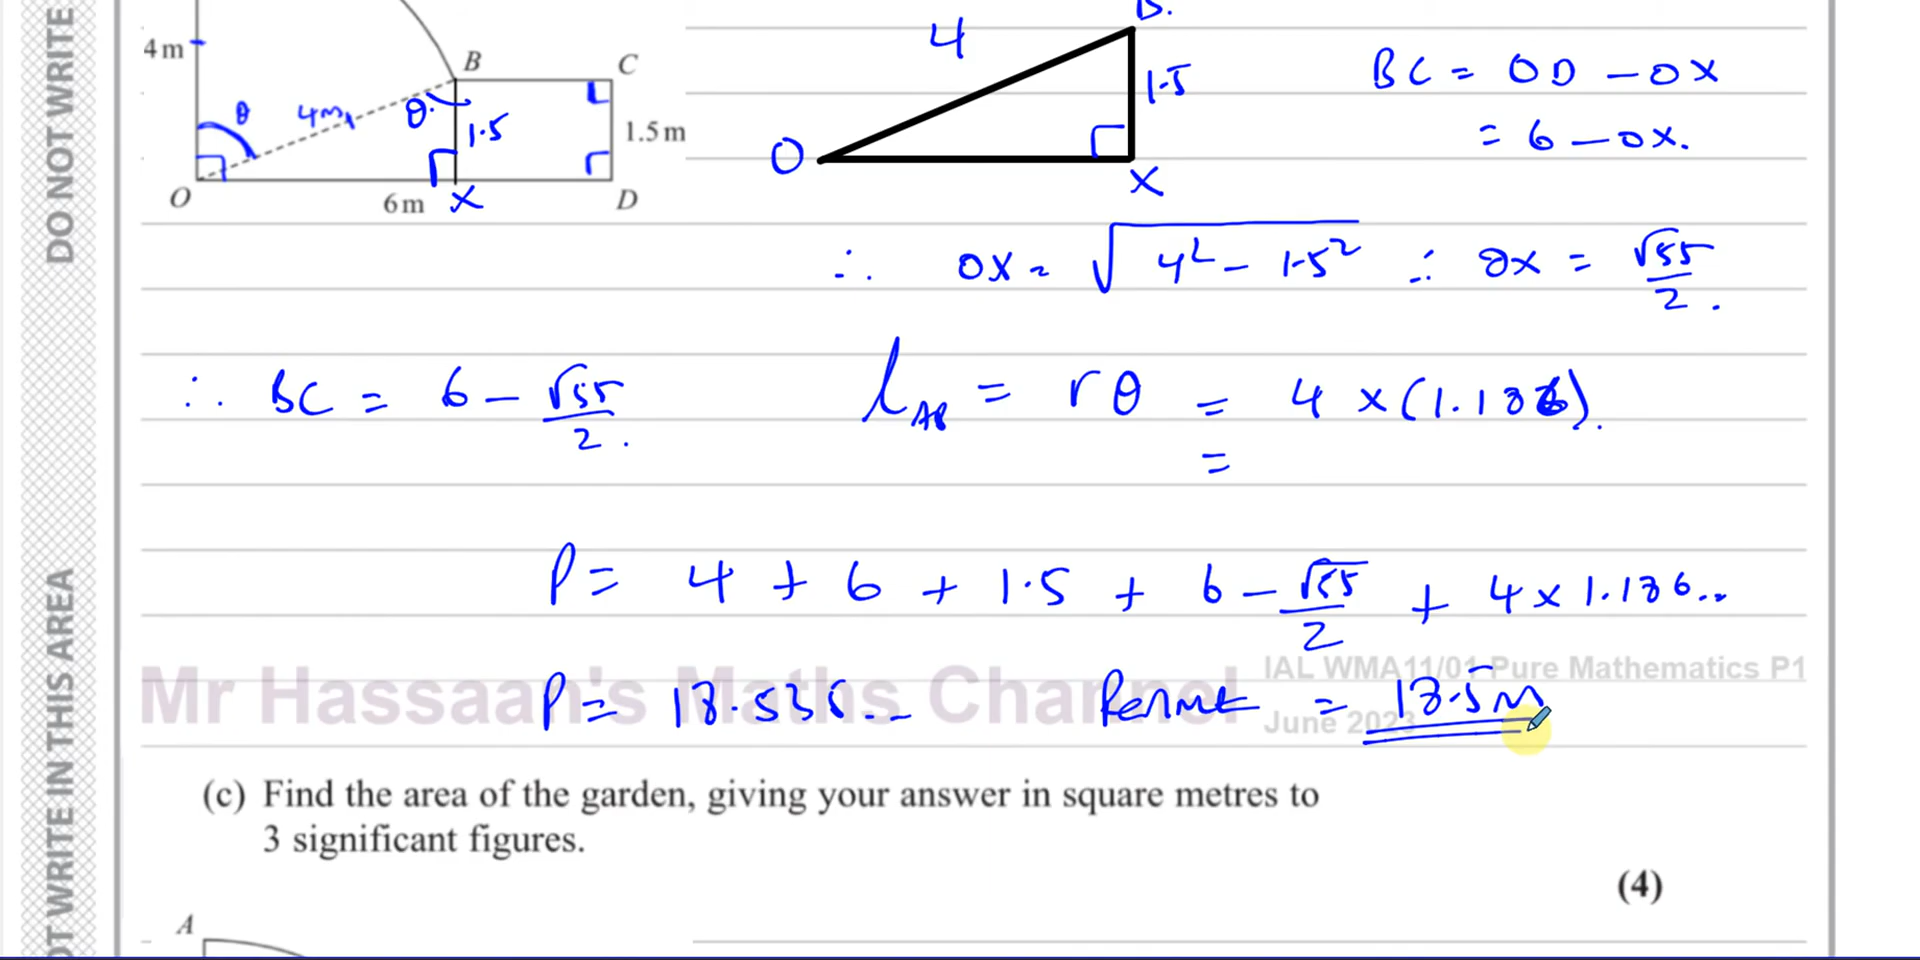 DO NOT WRITE
4 m
B
C
θ
4m
θ
1.5
1.5 m
O
6 m
X
D
4
B.
1.5
O
X
BC = OD - OX
= 6 - OX.
∴ OX = √4² - 1.5² ∴ OX = √55/2.
∴ BC = 6 - √55/2.
l AB = rθ = 4 × (1.186).
=
P = 4 + 6 + 1.5 + 6 - √55/2 + 4 × 1.186..
Mr Hassaan's Maths Channel
IAL WMA11/01 Pure Mathematics P1
June 2023
P = 18.536...
= 18.5m
(c) Find the area of the garden, giving your answer in square metres to
3 significant figures.
(4)
A
OT WRITE IN THIS AREA